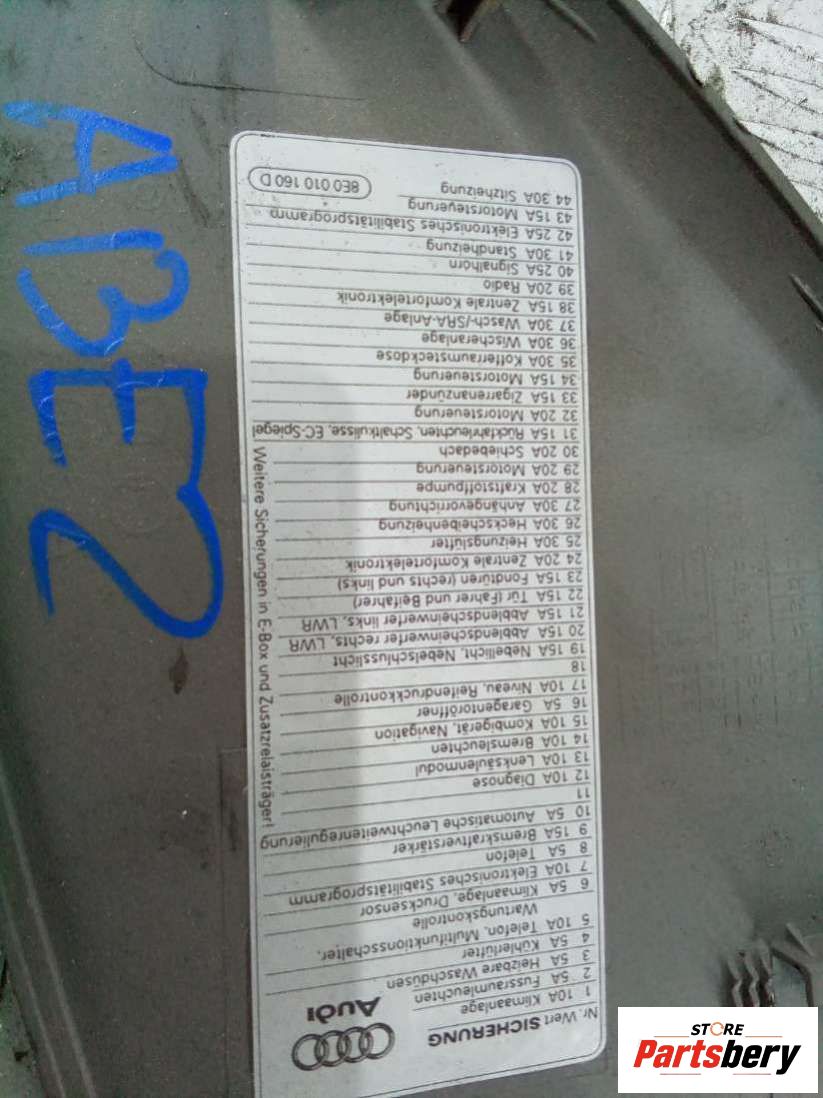 ABE2
Audi
Nr. Wert SICHERUNG
1 10A Klimaanlage
2 5A Fussraumleuchten
3 5A Heizbare Waschdüsen
4 5A Kühlerlüfter
5 10A Telefon, Multifunktionsschalter,
Wartungskontrolle
6 5A Klimaanlage, Drucksensor
7 10A Elektronisches Stabilitätsprogramm
8 5A Telefon
9 15A Bremskraftverstärker
10 5A Automatische Leuchtweitenregulierung
11
12 10A Diagnose
13 10A Lenksäulenmodul
14 10A Bremsleuchten
15 10A Kombigerät, Navigation
16 5A Garagentoröffner
17 10A Niveau, Reifendruckkontrolle
18
19 15A Nebellicht, Nebelschlusslicht
20 15A Abblendscheinwerfer rechts, LWR
21 15A Abblendscheinwerfer links, LWR
22 15A Tür (Fahrer und Beifahrer)
23 15A Fondtüren (rechts und links)
24 20A Zentrale Komfortelektronik
25 30A Heizungslüfter
26 30A Heckscheibenheizung
27 30A Anhängevorrichtung
28 20A Kraftstoffpumpe
29 20A Motorsteuerung
30 20A Schiebedach
31 15A Rückfahrleuchten, Schaltkulisse, EC-Spiegel
32 20A Motorsteuerung
33 15A Zigarrenanzünder
34 15A Motorsteuerung
35 30A Kofferraumsteckdose
36 30A Wischeranlage
37 30A Wasch-/SRA-Anlage
38 15A Zentrale Komfortelektronik
39 20A Radio
40 25A Signalhorn
41 30A Standheizung
42 25A Elektronisches Stabilitätsprogramm
43 15A Motorsteuerung
44 30A Sitzheizung
8E0 010 160 D
Weitere Sicherungen in E-Box und Zusatzrelaisträger!
STORE
Partsbery